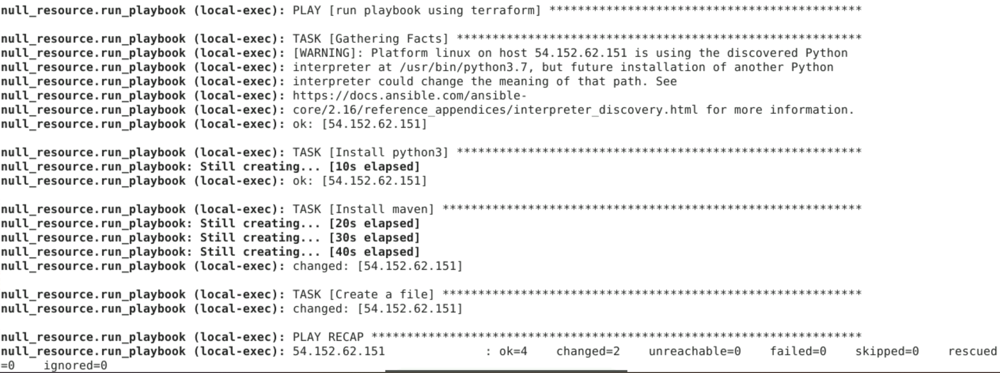 null_resource.run_playbook (local-exec): PLAY [run playbook using terraform] ********************************************
null_resource.run_playbook (local-exec): TASK [Gathering Facts] *********************************************************
null_resource.run_playbook (local-exec): [WARNING]: Platform linux on host 54.152.62.151 is using the discovered Python
null_resource.run_playbook (local-exec): interpreter at /usr/bin/python3.7, but future installation of another Python
null_resource.run_playbook (local-exec): interpreter could change the meaning of that path. See
null_resource.run_playbook (local-exec): https://docs.ansible.com/ansible-
null_resource.run_playbook (local-exec): core/2.16/reference_appendices/interpreter_discovery.html for more information.
null_resource.run_playbook (local-exec): ok: [54.152.62.151]
null_resource.run_playbook (local-exec): TASK [Install python3] *********************************************************
null_resource.run_playbook: Still creating... [10s elapsed]
null_resource.run_playbook (local-exec): ok: [54.152.62.151]
null_resource.run_playbook (local-exec): TASK [Install maven] ***********************************************************
null_resource.run_playbook: Still creating... [20s elapsed]
null_resource.run_playbook: Still creating... [30s elapsed]
null_resource.run_playbook: Still creating... [40s elapsed]
null_resource.run_playbook (local-exec): changed: [54.152.62.151]
null_resource.run_playbook (local-exec): TASK [Create a file] ***********************************************************
null_resource.run_playbook (local-exec): changed: [54.152.62.151]
null_resource.run_playbook (local-exec): PLAY RECAP *********************************************************************
null_resource.run_playbook (local-exec): 54.152.62.151              : ok=4    changed=2    unreachable=0    failed=0    skipped=0    rescued
=0    ignored=0